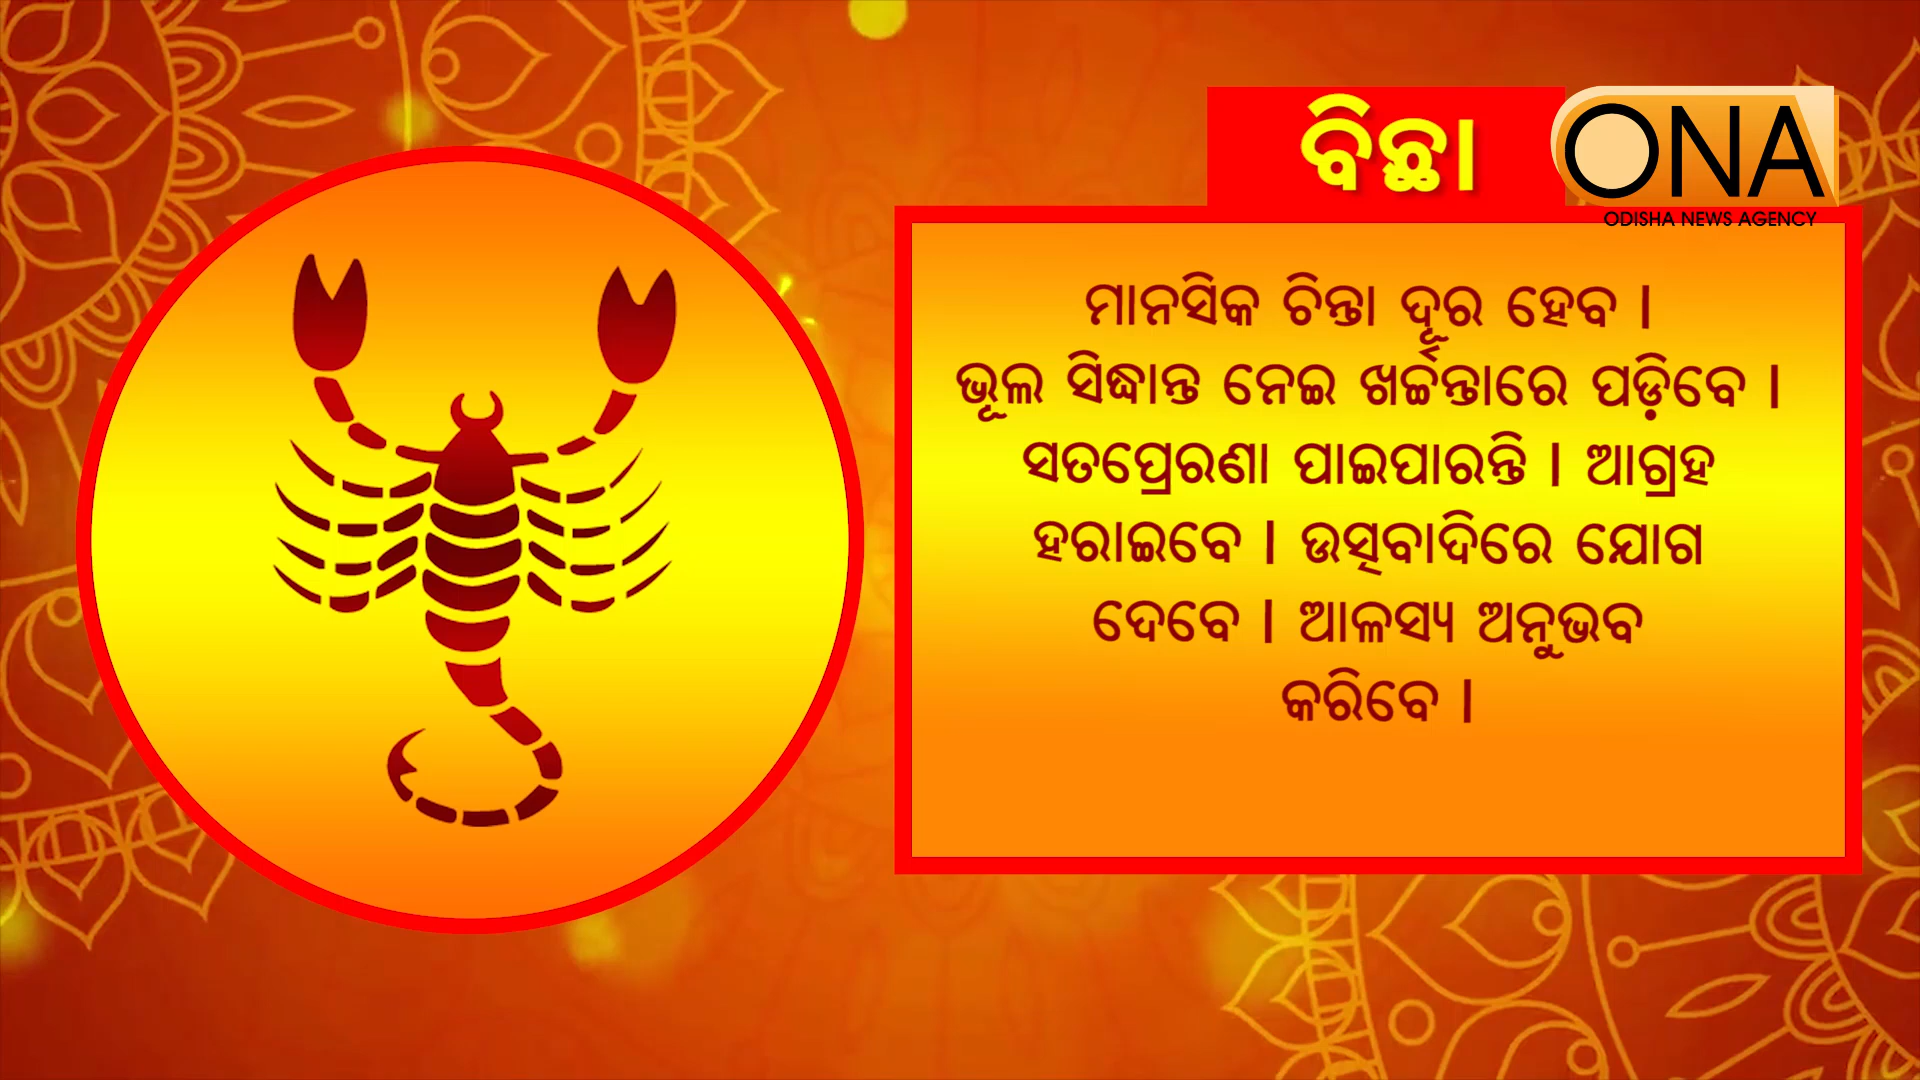 ବିଛା
ONA
ODISHA NEWS AGENCY
ମାନସିକ ଚିନ୍ତା ଦୂର ହେବ ।
ଭୂଲ ସିଦ୍ଧାନ୍ତ ନେଇ ଖର୍ଚ୍ଚନ୍ତାରେ ପଡ଼ିବେ ।
ସତପ୍ରେରଣା ପାଇପାରନ୍ତି । ଆଗ୍ରହ
ହରାଇବେ । ଉତ୍ସବାଦିରେ ଯୋଗ
ଦେବେ । ଆଳସ୍ୟ ଅନୁଭବ
କରିବେ ।